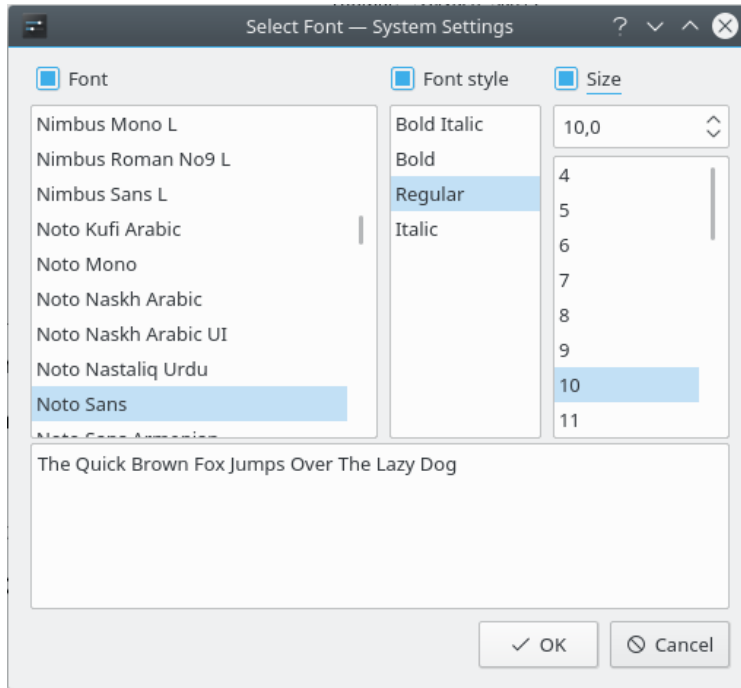 Select Font — System Settings
Font
Font style
Size
Nimbus Mono L
Nimbus Roman No9 L
Nimbus Sans L
Noto Kufi Arabic
Noto Mono
Noto Naskh Arabic
Noto Naskh Arabic UI
Noto Nastaliq Urdu
Noto Sans
Noto Sans Armenian
Bold Italic
Bold
Regular
Italic
10,0
4
5
6
7
8
9
10
11
The Quick Brown Fox Jumps Over The Lazy Dog
OK
Cancel